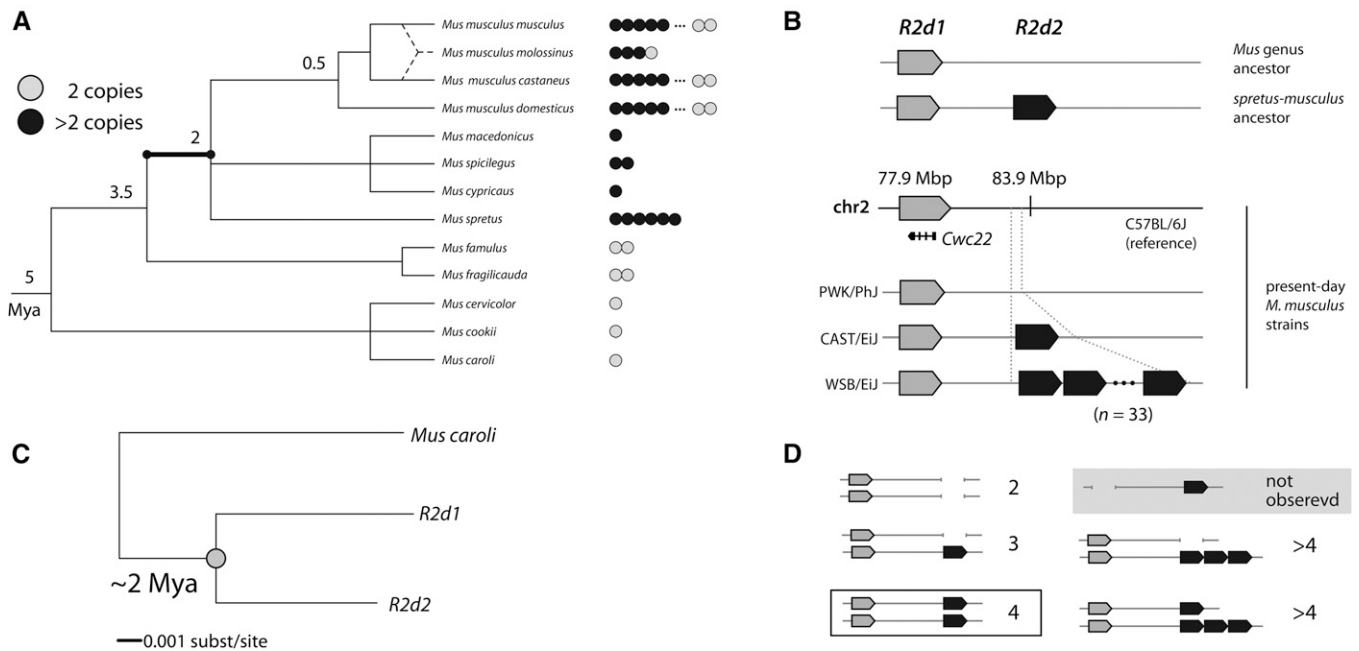 A
2 copies
>2 copies
0.5
2
3.5
5
Mya
Mus musculus musculus
Mus musculus molossinus
Mus musculus castaneus
Mus musculus domesticus
Mus macedonicus
Mus spicilegus
Mus cypricaus
Mus spretus
Mus famulus
Mus fragilicauda
Mus cervicolor
Mus cookii
Mus caroli
B
R2d1 R2d2
Mus genus
ancestor
spretus-musculus
ancestor
77.9 Mbp 83.9 Mbp
chr2
Cwc22
C57BL/6J
(reference)
PWK/PhJ
CAST/EiJ
WSB/EiJ
(n = 33)
present-day
M. musculus
strains
C
Mus caroli
R2d1
~2 Mya
R2d2
0.001 subst/site
D
2
3
4
not
obserevd
>4
>4